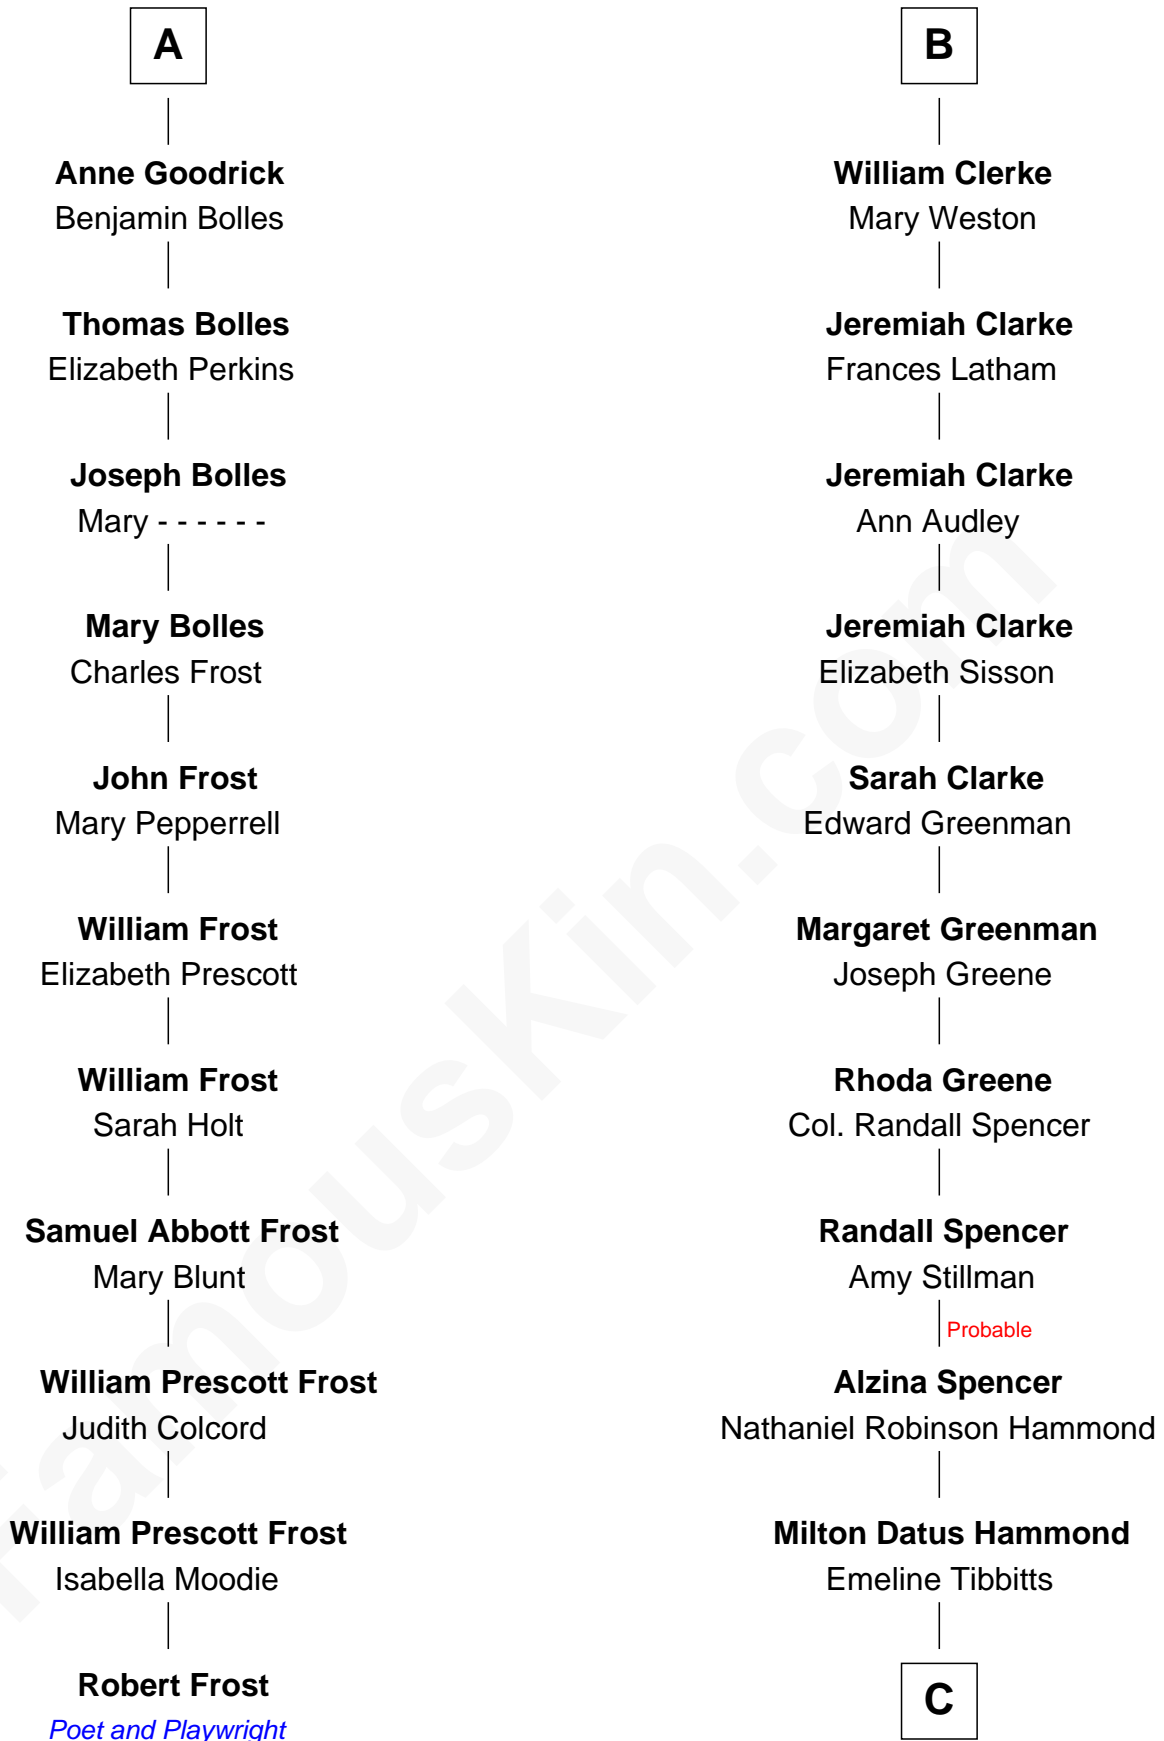 A
Anne Goodrick
Benjamin Bolles
Thomas Bolles
Elizabeth Perkins
Joseph Bolles
Mary - - - - - -
Mary Bolles
Charles Frost
John Frost
Mary Pepperrell
William Frost
Elizabeth Prescott
William Frost
Sarah Holt
Samuel Abbott Frost
Mary Blunt
William Prescott Frost
Judith Colcord
William Prescott Frost
Isabella Moodie
Robert Frost
Poet and Playwright
B
William Clerke
Mary Weston
Jeremiah Clarke
Frances Latham
Jeremiah Clarke
Ann Audley
Jeremiah Clarke
Elizabeth Sisson
Sarah Clarke
Edward Greenman
Margaret Greenman
Joseph Greene
Rhoda Greene
Col. Randall Spencer
Randall Spencer
Amy Stillman
Probable
Alzina Spencer
Nathaniel Robinson Hammond
Milton Datus Hammond
Emeline Tibbitts
C
FamousKin.com